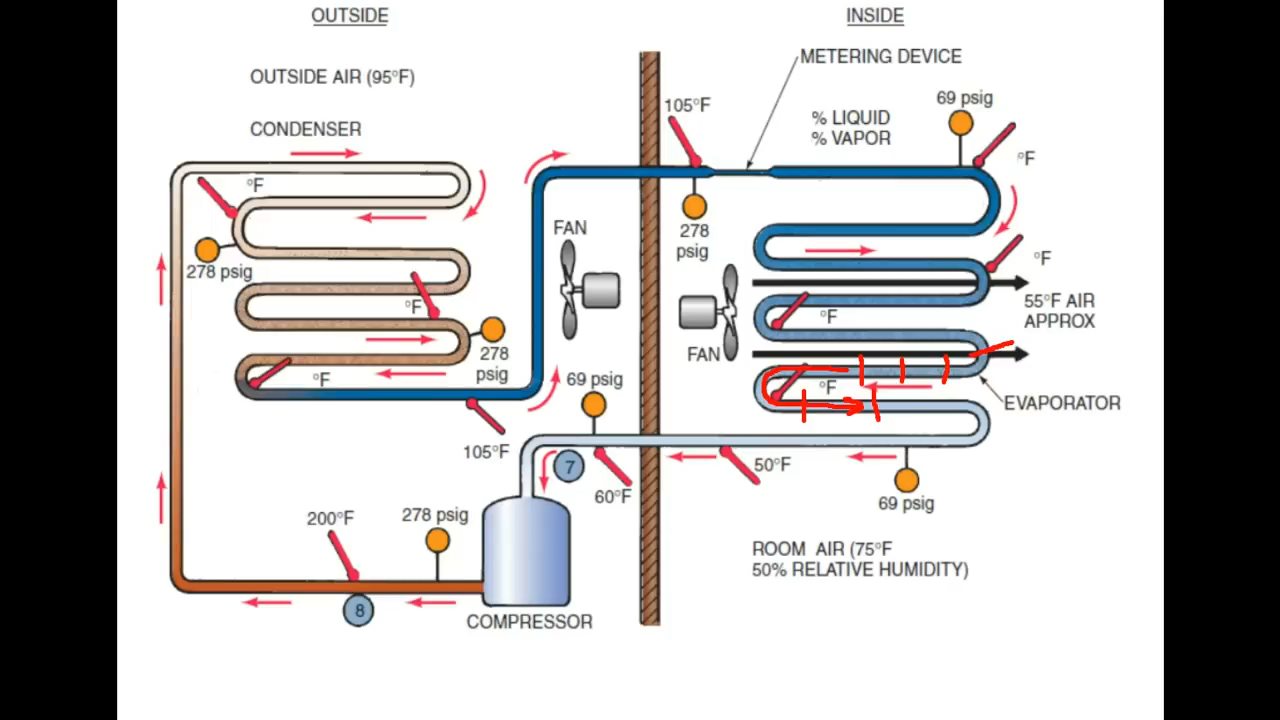 OUTSIDE
INSIDE
METERING DEVICE
OUTSIDE AIR (95°F)
CONDENSER
105°F
% LIQUID
% VAPOR
69 psig
°F
°F
278 psig
FAN
278
psig
°F
°F
55°F AIR
APPROX
°F
FAN
278
psig
°F
69 psig
°F
EVAPORATOR
105°F
7
60°F
50°F
69 psig
200°F
278 psig
ROOM AIR (75°F
50% RELATIVE HUMIDITY)
8
COMPRESSOR